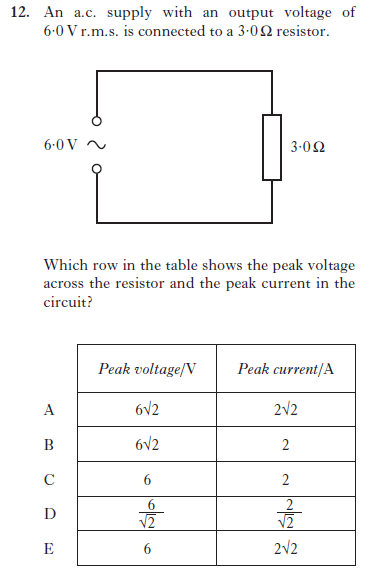 12. An a.c. supply with an output voltage of
6·0 V r.m.s. is connected to a 3·0 Ω resistor.
6·0 V ~
3·0 Ω
Which row in the table shows the peak voltage
across the resistor and the peak current in the
circuit?
Peak voltage/V Peak current/A
A 6√2 2√2
B 6√2 2
C 6 2
D 6/√2 2/√2
E 6 2√2